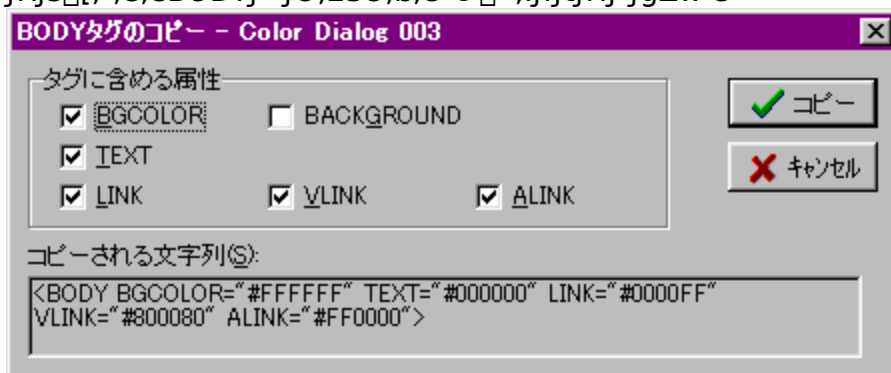 BODYタグのコピー - Color Dialog 003
タグに含める属性
BGCOLOR BACKGROUND
コピー
TEXT
キャンセル
LINK VLINK ALINK
コピーされる文字列(S):
<BODY BGCOLOR="#FFFFFF" TEXT="#000000" LINK="#0000FF"
VLINK="#800080" ALINK="#FF0000">